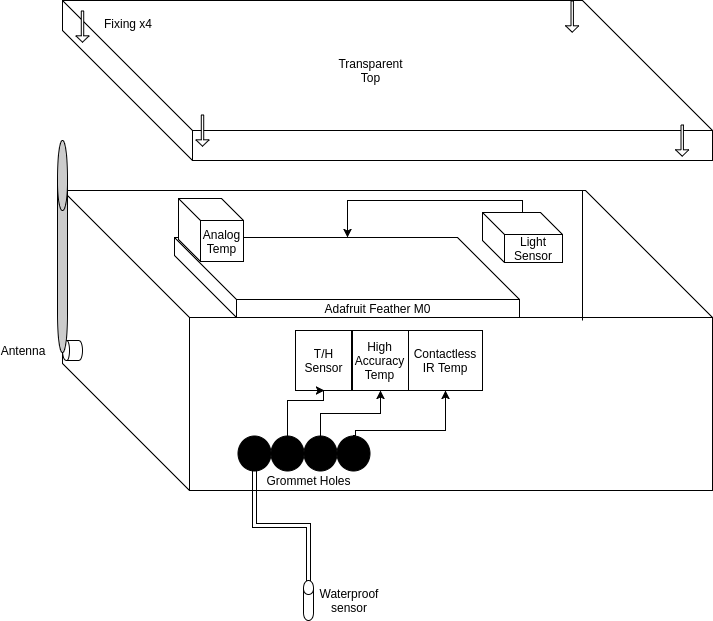 Fixing x4
Transparent
Top
Analog
Temp
Light
Sensor
Adafruit Feather M0
Antenna
T/H
Sensor
High
Accuracy
Temp
Contactless
IR Temp
Grommet Holes
Waterproof
sensor